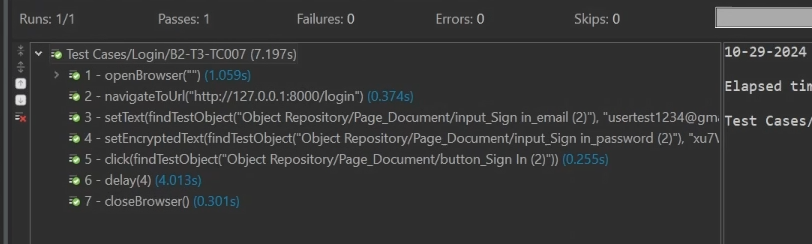 Runs: 1/1 Passes: 1 Failures: 0 Errors: 0 Skips: 0
Test Cases/Login/B2-T3-TC007 (7.197s)
1 - openBrowser("") (1.059s)
2 - navigateToUrl("http://127.0.0.1:8000/login") (0.374s)
3 - setText(findTestObject("Object Repository/Page_Document/input_Sign in_email (2)"), "usertest1234@gm
4 - setEncryptedText(findTestObject("Object Repository/Page_Document/input_Sign in_password (2)"), "xu7
5 - click(findTestObject("Object Repository/Page_Document/button_Sign In (2)")) (0.255s)
6 - delay(4) (4.013s)
7 - closeBrowser() (0.301s)
10-29-2024
Elapsed tim
Test Cases/